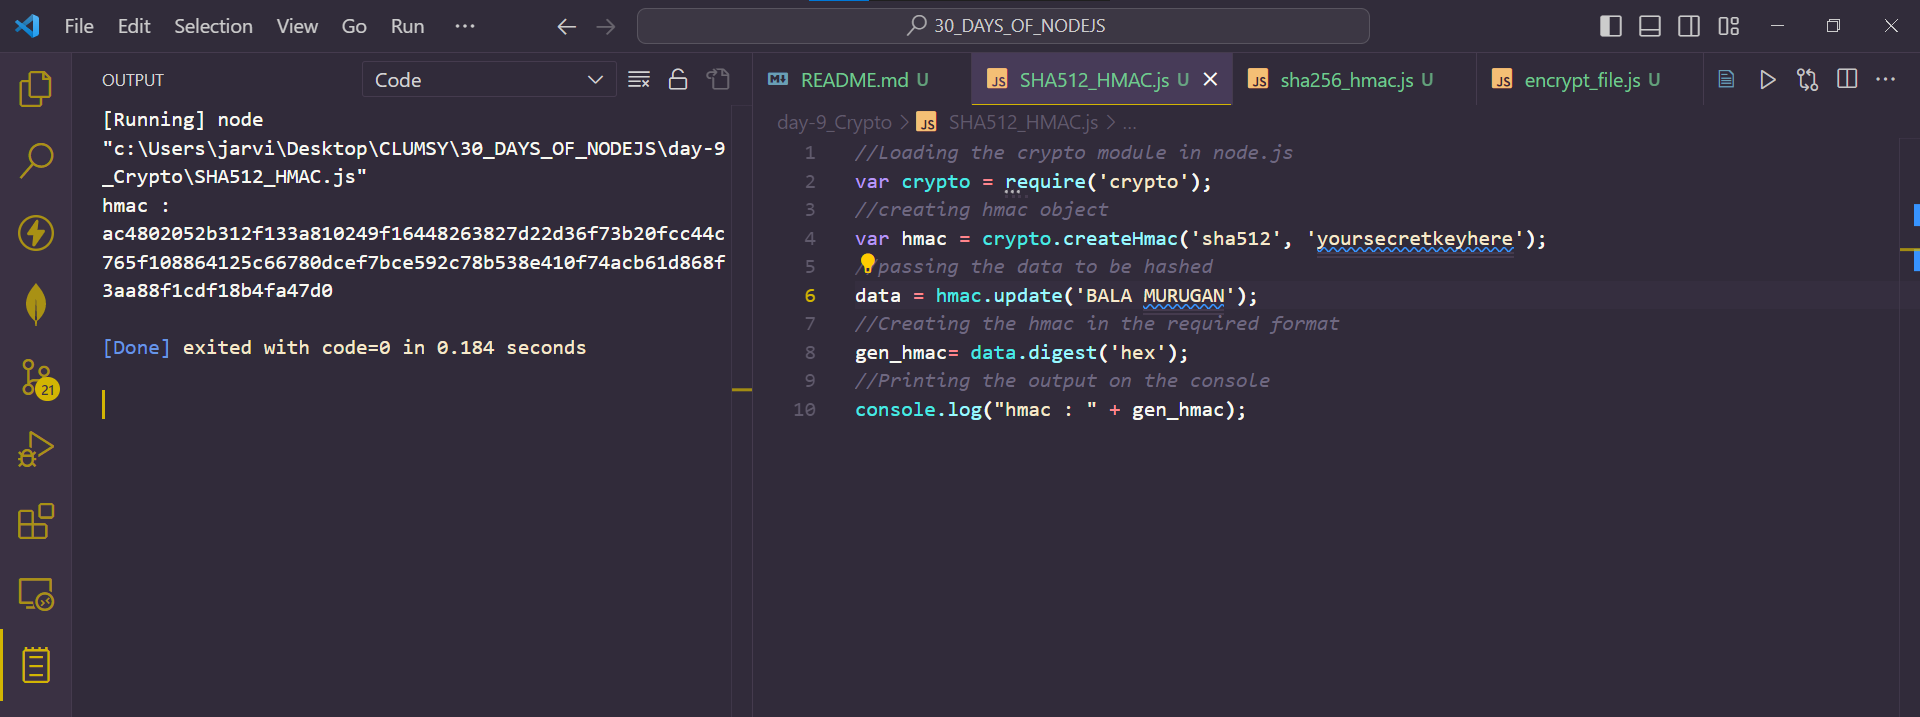 File Edit Selection View Go Run ···
30_DAYS_OF_NODEJS
OUTPUT
Code
[Running] node
"c:\Users\jarvi\Desktop\CLUMSY\30_DAYS_OF_NODEJS\day-9
_Crypto\SHA512_HMAC.js"
hmac :
ac4802052b312f133a810249f16448263827d22d36f73b20fcc44c
765f108864125c66780dcef7bce592c78b538e410f74acb61d868f
3aa88f1cdf18b4fa47d0
[Done] exited with code=0 in 0.184 seconds
21
README.md U
JS SHA512_HMAC.js U
JS sha256_hmac.js U
JS encrypt_file.js U
day-9_Crypto > JS SHA512_HMAC.js > ...
1 //Loading the crypto module in node.js
2 var crypto = require('crypto');
3 //creating hmac object
4 var hmac = crypto.createHmac('sha512', 'yoursecretkeyhere');
5 //passing the data to be hashed
6 data = hmac.update('BALA MURUGAN');
7 //Creating the hmac in the required format
8 gen_hmac= data.digest('hex');
9 //Printing the output on the console
10 console.log("hmac : " + gen_hmac);